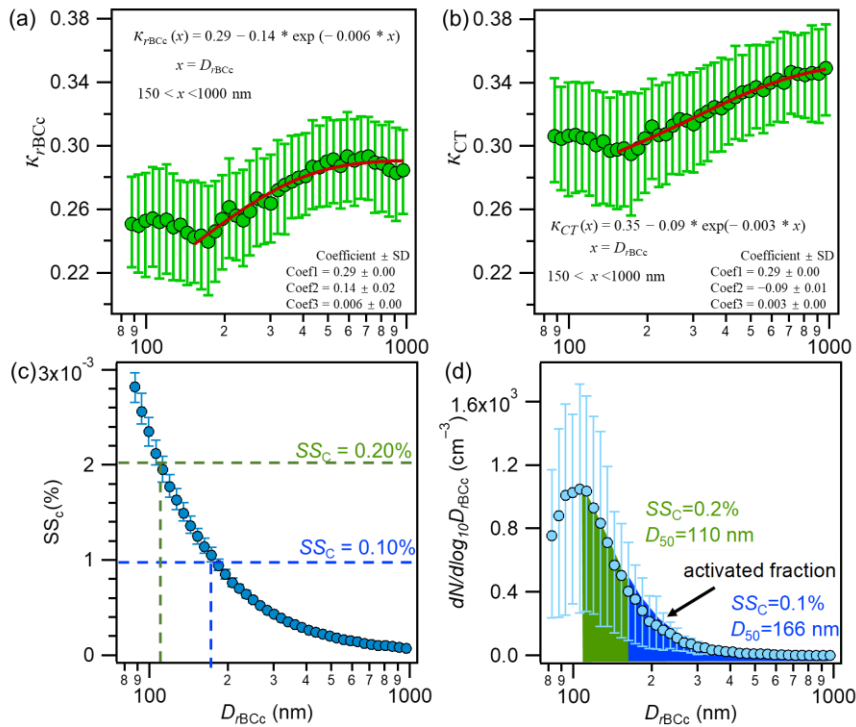 (a)
κrBCc (x) = 0.29 − 0.14 * exp (− 0.006 * x)
x = DrBCc
150 < x <1000 nm
Coefficient ± SD
Coef1 = 0.29 ± 0.00
Coef2 = 0.14 ± 0.02
Coef3 = 0.006 ± 0.00
κrBCc
0.38
0.34
0.30
0.26
0.22
8 9 100 2 3 4 5 6 7 8 9 1000
(b)
κCT (x) = 0.35 − 0.09 * exp(− 0.003 * x)
x = DrBCc
150 < x <1000 nm
Coefficient ± SD
Coef1 = 0.29 ± 0.00
Coef2 = −0.09 ± 0.01
Coef3 = 0.003 ± 0.00
κCT
0.38
0.34
0.30
0.26
0.22
8 9 100 2 3 4 5 6 7 8 9 1000
(c)
SSc(%)
3x10⁻³
2
1
0
SSC = 0.20%
SSC = 0.10%
8 9 100 2 3 4 5 6 7 8 9 1000
DrBCc (nm)
(d)
dN/dlog10DrBCc (cm⁻³)
1.6x10³
1.2
0.8
0.4
0.0
SSC=0.2%
D50=110 nm
activated fraction
SSC=0.1%
D50=166 nm
8 9 100 2 3 4 5 6 7 8 9 1000
DrBCc (nm)